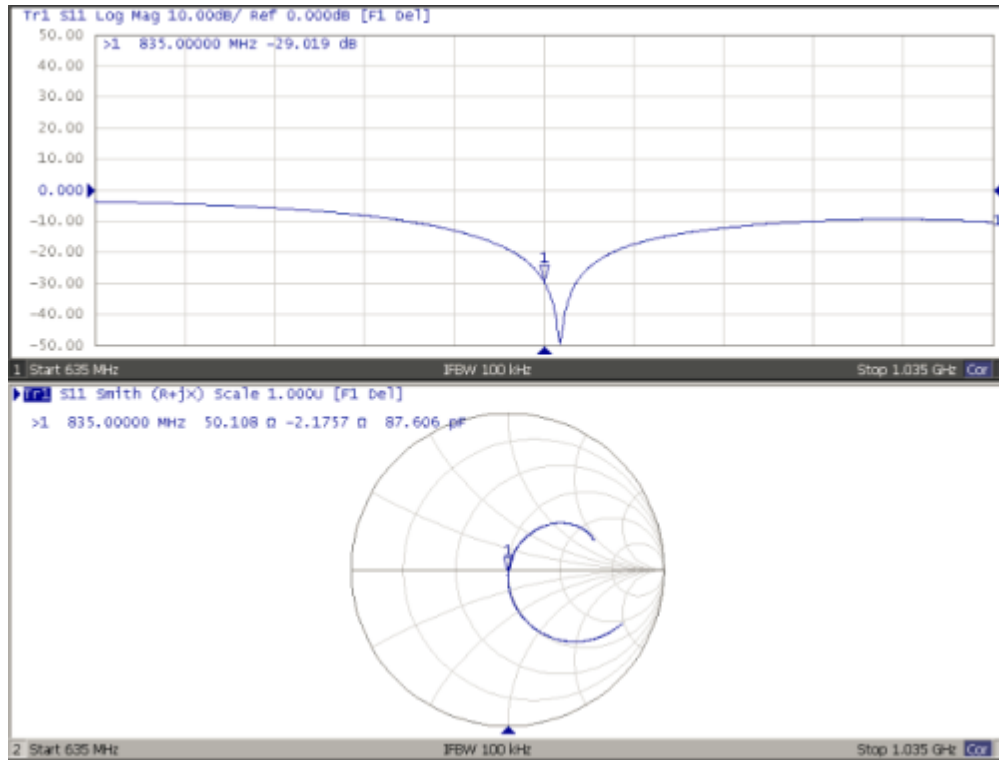 Tr1 S11 Log Mag 10.00dB/ Ref 0.000dB [F1 Del]
50.00
>1 835.00000 MHz -29.019 dB
40.00
30.00
20.00
10.00
0.000
-10.00
1
-20.00
1
-30.00
-40.00
-50.00
1 Start 635 MHz IFBW 100 kHz Stop 1.035 GHz Cor
Tr1 S11 Smith (R+jX) Scale 1.000U [F1 Del]
>1 835.00000 MHz 50.108 Ω -2.1757 Ω 87.606 pF
1
2 Start 635 MHz IFBW 100 kHz Stop 1.035 GHz Cor